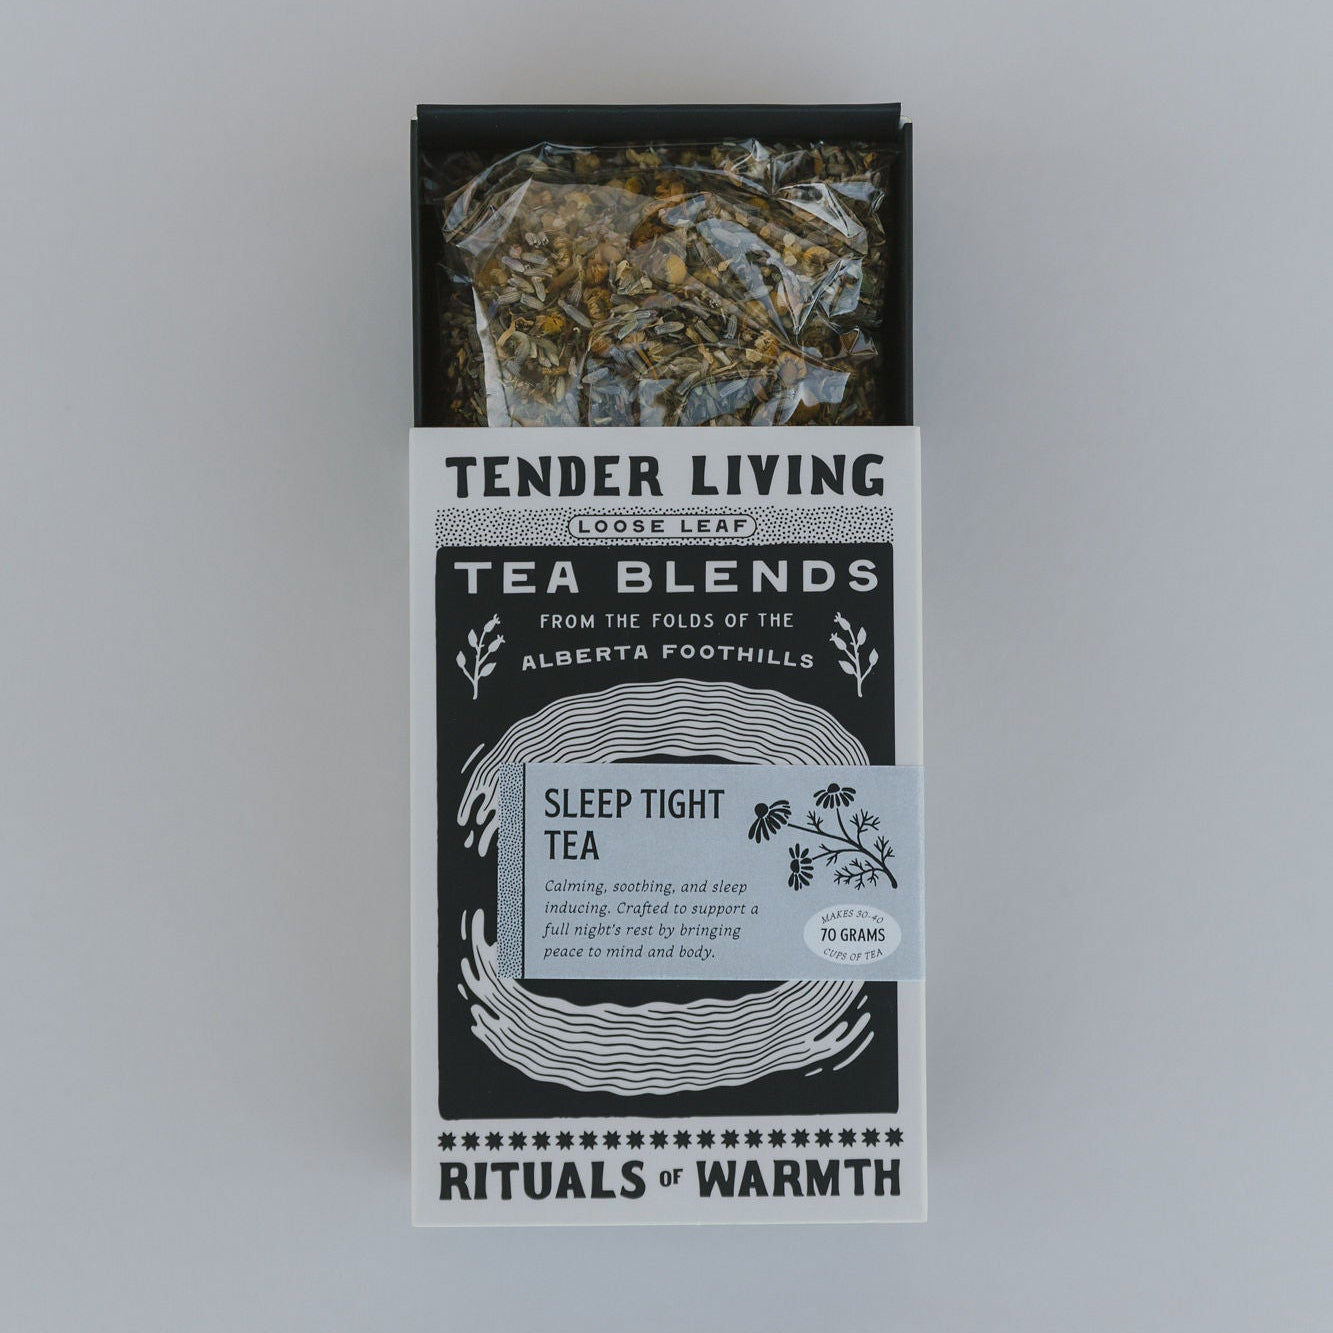 TENDER LIVING
LOOSE LEAF
TEA BLENDS
FROM THE FOLDS OF THE
ALBERTA FOOTHILLS
SLEEP TIGHT
TEA
Calming, soothing, and sleep
inducing. Crafted to support a
full night's rest by bringing
peace to mind and body.
MAKES 30-40
70 GRAMS
CUPS OF TEA
RITUALS OF WARMTH